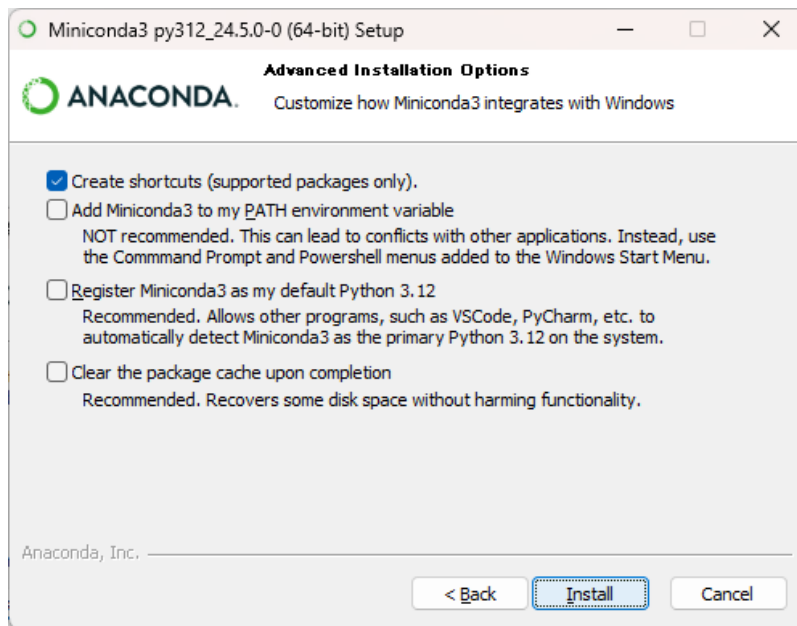 Miniconda3 py312_24.5.0-0 (64-bit) Setup
ANACONDA.
Advanced Installation Options
Customize how Miniconda3 integrates with Windows
Create shortcuts (supported packages only).
Add Miniconda3 to my PATH environment variable
NOT recommended. This can lead to conflicts with other applications. Instead, use
the Commmand Prompt and Powershell menus added to the Windows Start Menu.
Register Miniconda3 as my default Python 3.12
Recommended. Allows other programs, such as VSCode, PyCharm, etc. to
automatically detect Miniconda3 as the primary Python 3.12 on the system.
Clear the package cache upon completion
Recommended. Recovers some disk space without harming functionality.
Anaconda, Inc.
< Back
Install
Cancel